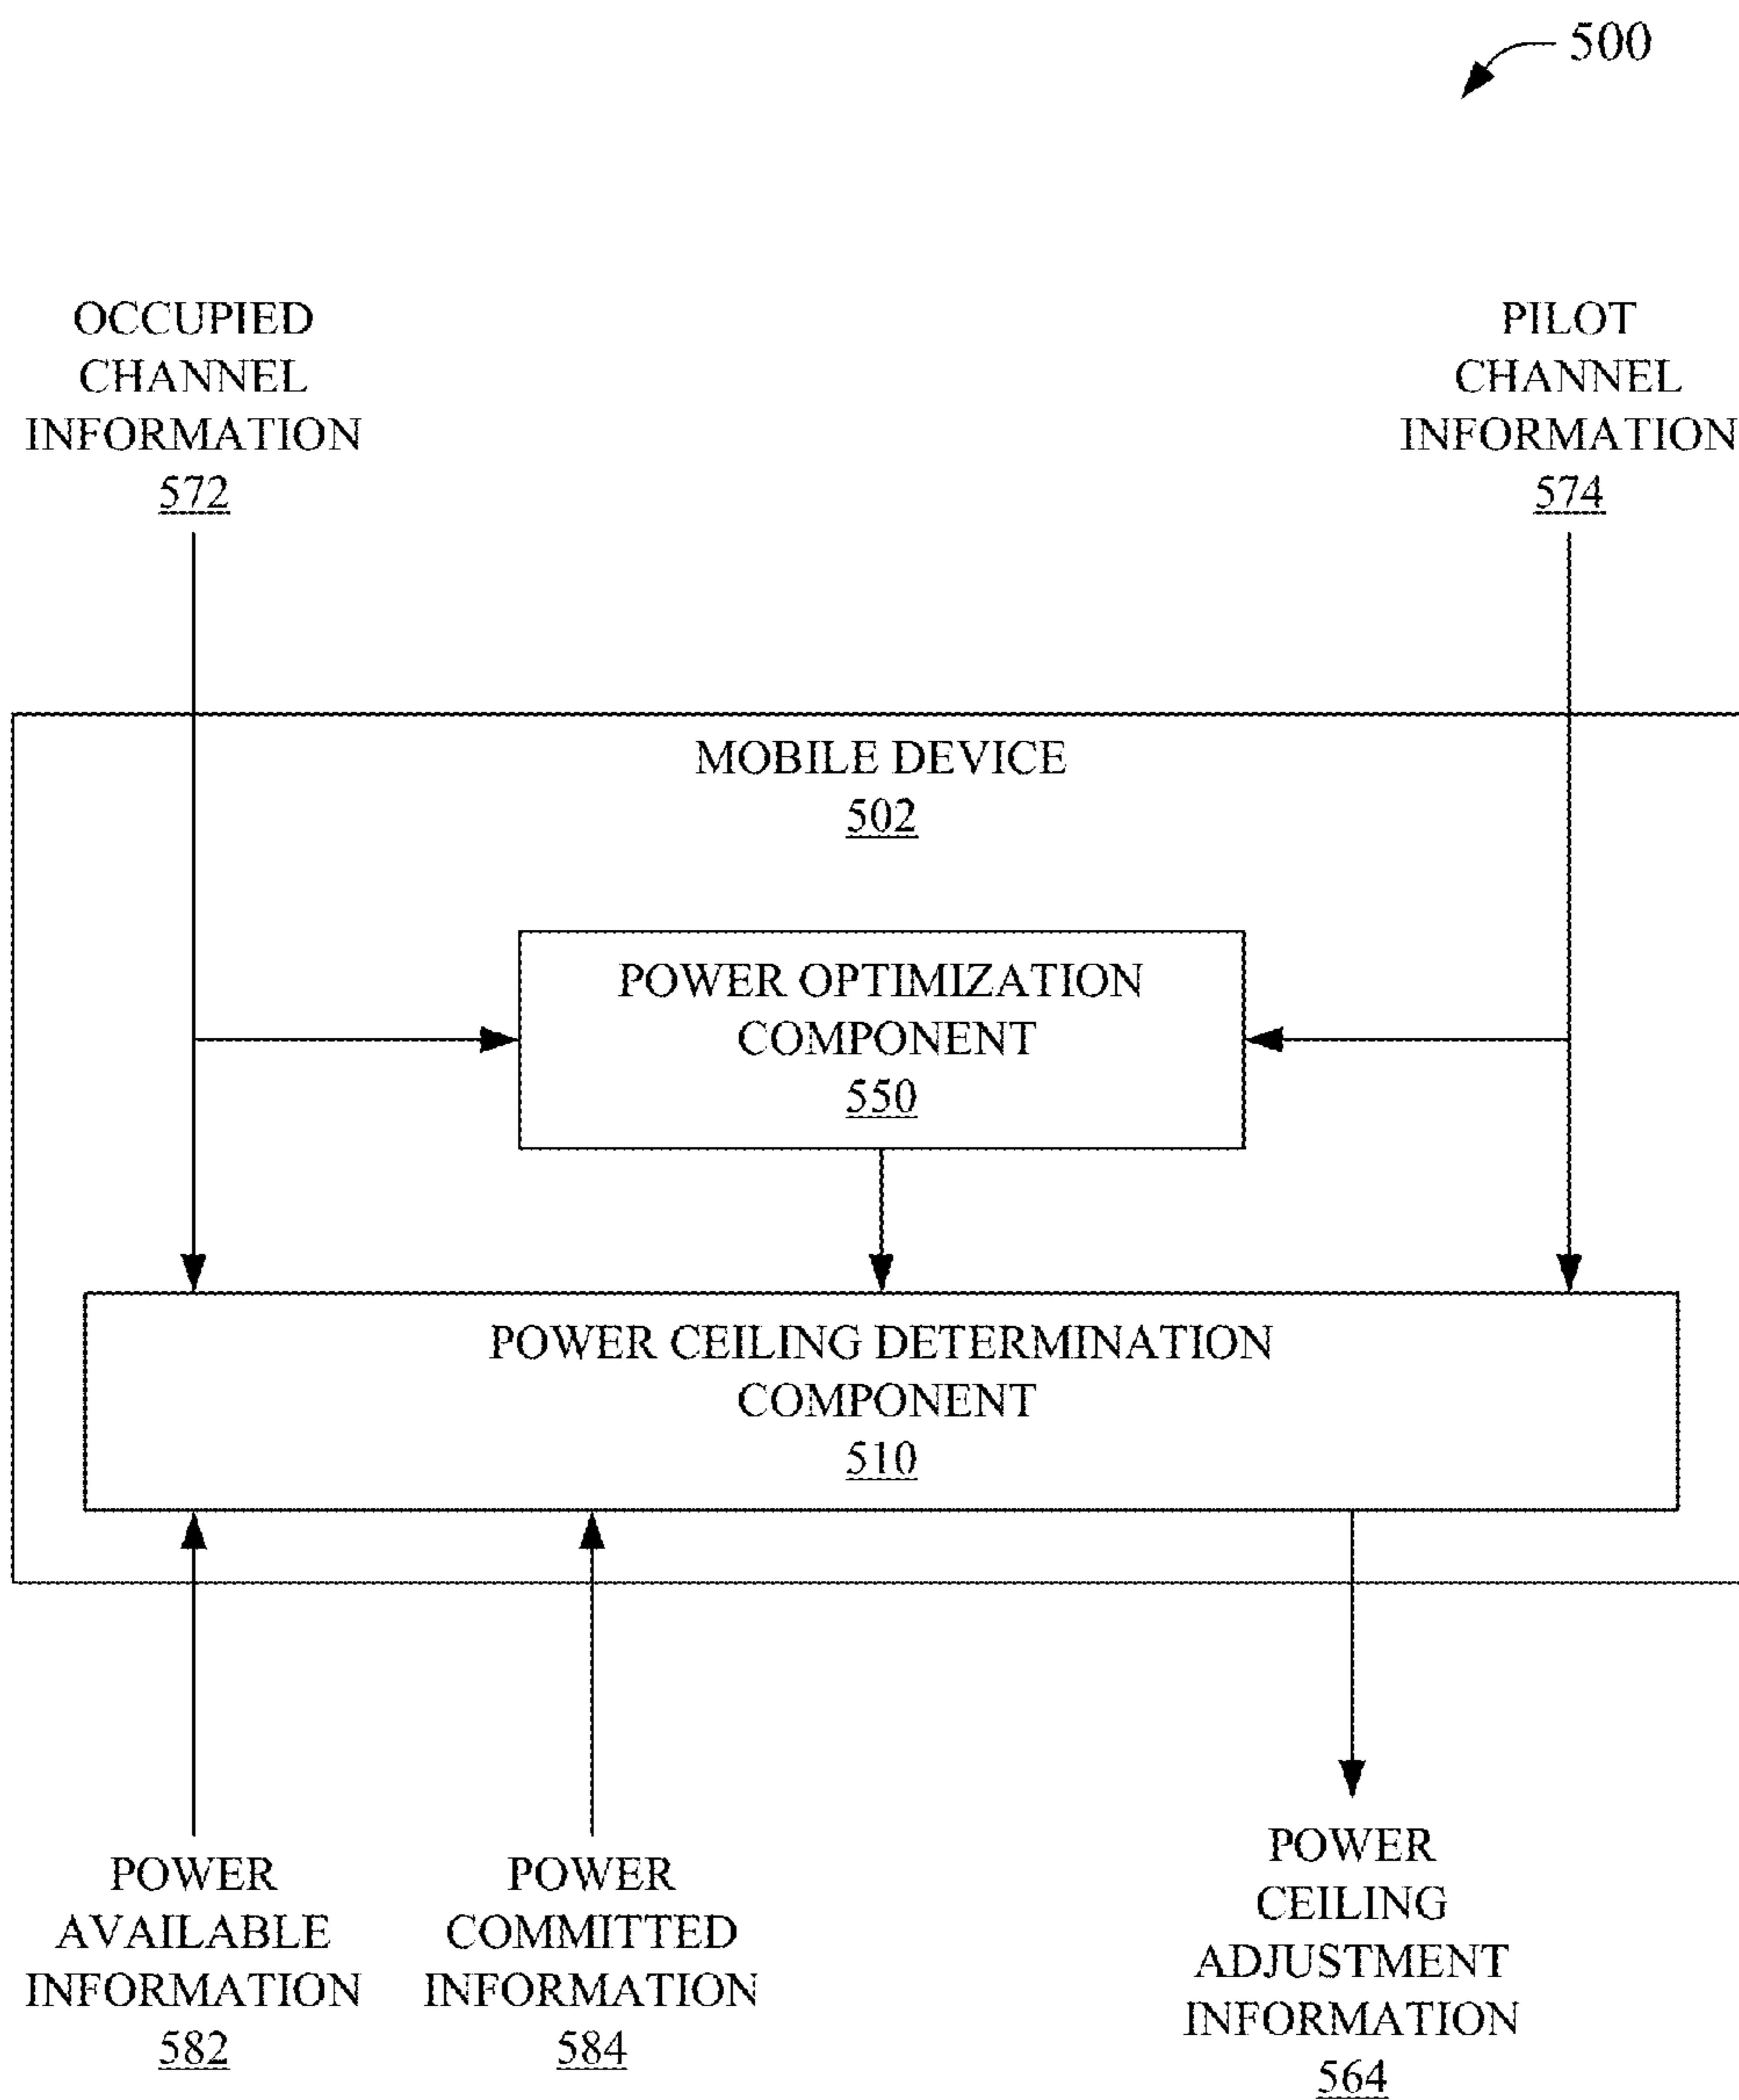 500
OCCUPIED
CHANNEL
INFORMATION
572
PILOT
CHANNEL
INFORMATION
574
MOBILE DEVICE
502
POWER OPTIMIZATION
COMPONENT
550
POWER CEILING DETERMINATION
COMPONENT
510
POWER
AVAILABLE
INFORMATION
582
POWER
COMMITTED
INFORMATION
584
POWER
CEILING
ADJUSTMENT
INFORMATION
564